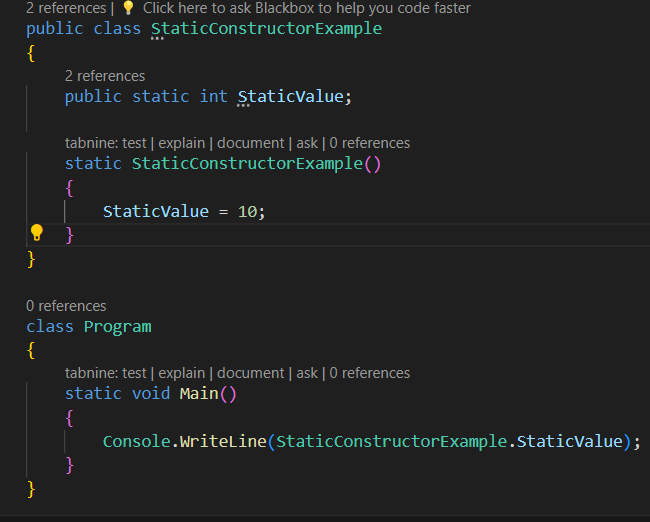 2 references | 💡 Click here to ask Blackbox to help you code faster
public class StaticConstructorExample
{
2 references
public static int StaticValue;
tabnine: test | explain | document | ask | 0 references
static StaticConstructorExample()
{
StaticValue = 10;
}
}
0 references
class Program
{
tabnine: test | explain | document | ask | 0 references
static void Main()
{
Console.WriteLine(StaticConstructorExample.StaticValue);
}
}